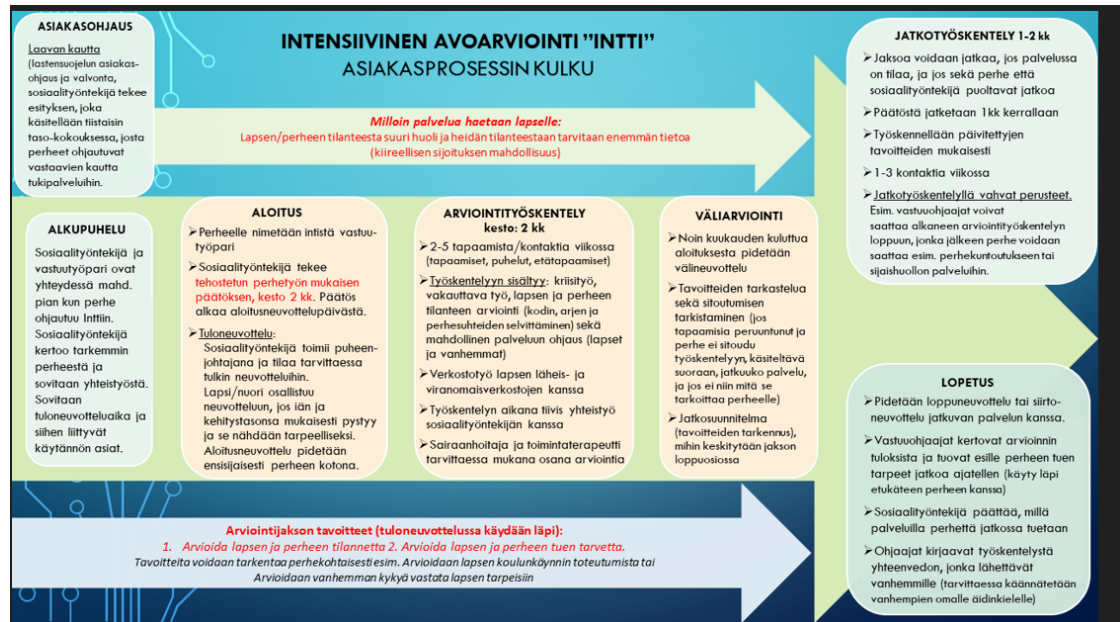 ASIAKASOHJAUS
Laavan kautta
(lastensuojelun asiakas-
ohjaus ja valvonta,
sosiaalityöntekijä tekee
esityksen, joka
käsitellään tiistaisin
taso-kokouksessa, josta
perheet ohjautuvat
vastaavien kautta
tukipalveluihin.
INTENSIIVINEN AVOARVIOINTI ”INTTI”
ASIAKASPROSESSIN KULKU
Milloin palvelua haetaan lapselle:
Lapsen/perheen tilanteesta suuri huoli ja heidän tilanteestaan tarvitaan enemmän tietoa
(kiireellisen sijoituksen mahdollisuus)
ALKUPUHELU
Sosiaalityöntekijä ja
vastuutyöpari ovat
yhteydessä mahd.
pian kun perhe
ohjautuu Inttiin.
Sosiaalityöntekijä
kertoo tarkemmin
perheestä ja
sovitaan yhteistyöstä.
Sovitaan
tuloneuvotteluaika ja
siihen liittyvät
käytännön asiat.
ALOITUS
➢Perheelle nimetään intistä vastuu-
työpari
➢Sosiaalityöntekijä tekee
tehostetun perhetyön mukaisen
päätöksen, kesto 2 kk. Päätös
alkaa aloitusneuvottelupäivästä.
➢Tuloneuvottelu:
Sosiaalityöntekijä toimii puheen-
johtajana ja tilaa tarvittaessa
tulkin neuvotteluihin.
Lapsi/nuori osallistuu
neuvotteluun, jos iän ja
kehitystasonsa mukaisesti pystyy
ja se nähdään tarpeelliseksi.
Aloitusneuvottelu pidetään
ensisijaisesti perheen kotona.
ARVIOINTITYÖSKENTELY
kesto: 2 kk
➢2-5 tapaamista/kontaktia viikossa
(tapaamiset, puhelut, etätapaamiset)
➢Työskentelyyn sisältyy: kriisityö,
vakauttava työ, lapsen ja perheen
tilanteen arviointi (kodin, arjen ja
perhesuhteiden selvittäminen) sekä
mahdollinen palveluun ohjaus (lapset
ja vanhemmat)
➢Verkostotyö lapsen läheis- ja
viranomaisverkostojen kanssa
➢Työskentelyn aikana tiivis yhteistyö
sosiaalityöntekijän kanssa
➢Sairaanhoitaja ja toimintaterapeutti
tarvittaessa mukana osana arviointia
VÄLIARVIOINTI
➢Noin kuukauden kuluttua
aloituksesta pidetään
välineuvottelu
➢Tavoitteiden tarkastelua
sekä sitoutumisen
tarkistaminen (jos
tapaamisia peruuntunut ja
perhe ei sitoudu
työskentelyyn, käsiteltävä
suoraan, jatkuuko palvelu,
ja jos ei niin mitä se
tarkoittaa perheelle)
➢Jatkosuunnitelma
(tavoitteiden tarkennus),
mihin keskitytään jakson
loppuosiossa
Arviointijakson tavoitteet (tuloneuvottelussa käydään läpi):
1. Arvioida lapsen ja perheen tilannetta 2. Arvioida lapsen ja perheen tuen tarvetta.
Tavoitteita voidaan tarkentaa perhekohtaisesti esim. Arvioidaan lapsen koulunkäynnin toteutumista tai
Arvioidaan vanhemman kykyä vastata lapsen tarpeisiin
JATKOTYÖSKENTELY 1-2 kk
➢Jaksoa voidaan jatkaa, jos palvelussa
on tilaa, ja jos sekä perhe että
sosiaalityöntekijä puoltavat jatkoa
➢Päätöstä jatketaan 1kk kerrallaan
➢Työskennellään päivitettyjen
tavoitteiden mukaisesti
➢1-3 kontaktia viikossa
➢Jatkotyöskentelyllä vahvat perusteet.
Esim. vastuuohjaajat voivat
saattaa alkaneen arviointityöskentelyn
loppuun, jonka jälkeen perhe voidaan
saattaa esim. perhekuntoutukseen tai
sijaishuollon palveluihin.
LOPETUS
➢Pidetään loppuneuvottelu tai siirto-
neuvottelu jatkuvan palvelun kanssa.
➢Vastuuohjaajat kertovat arvioinnin
tuloksista ja tuovat esille perheen tuen
tarpeet jatkoa ajatellen (käyty läpi
etukäteen perheen kanssa)
➢Sosiaalityöntekijä päättää, millä
palveluilla perhettä jatkossa tuetaan
➢Ohjaajat kirjaavat työskentelystä
yhteenvedon, jonka lähettävät
vanhemmille (tarvittaessa käännätetään
vanhempien omalle äidinkielelle)